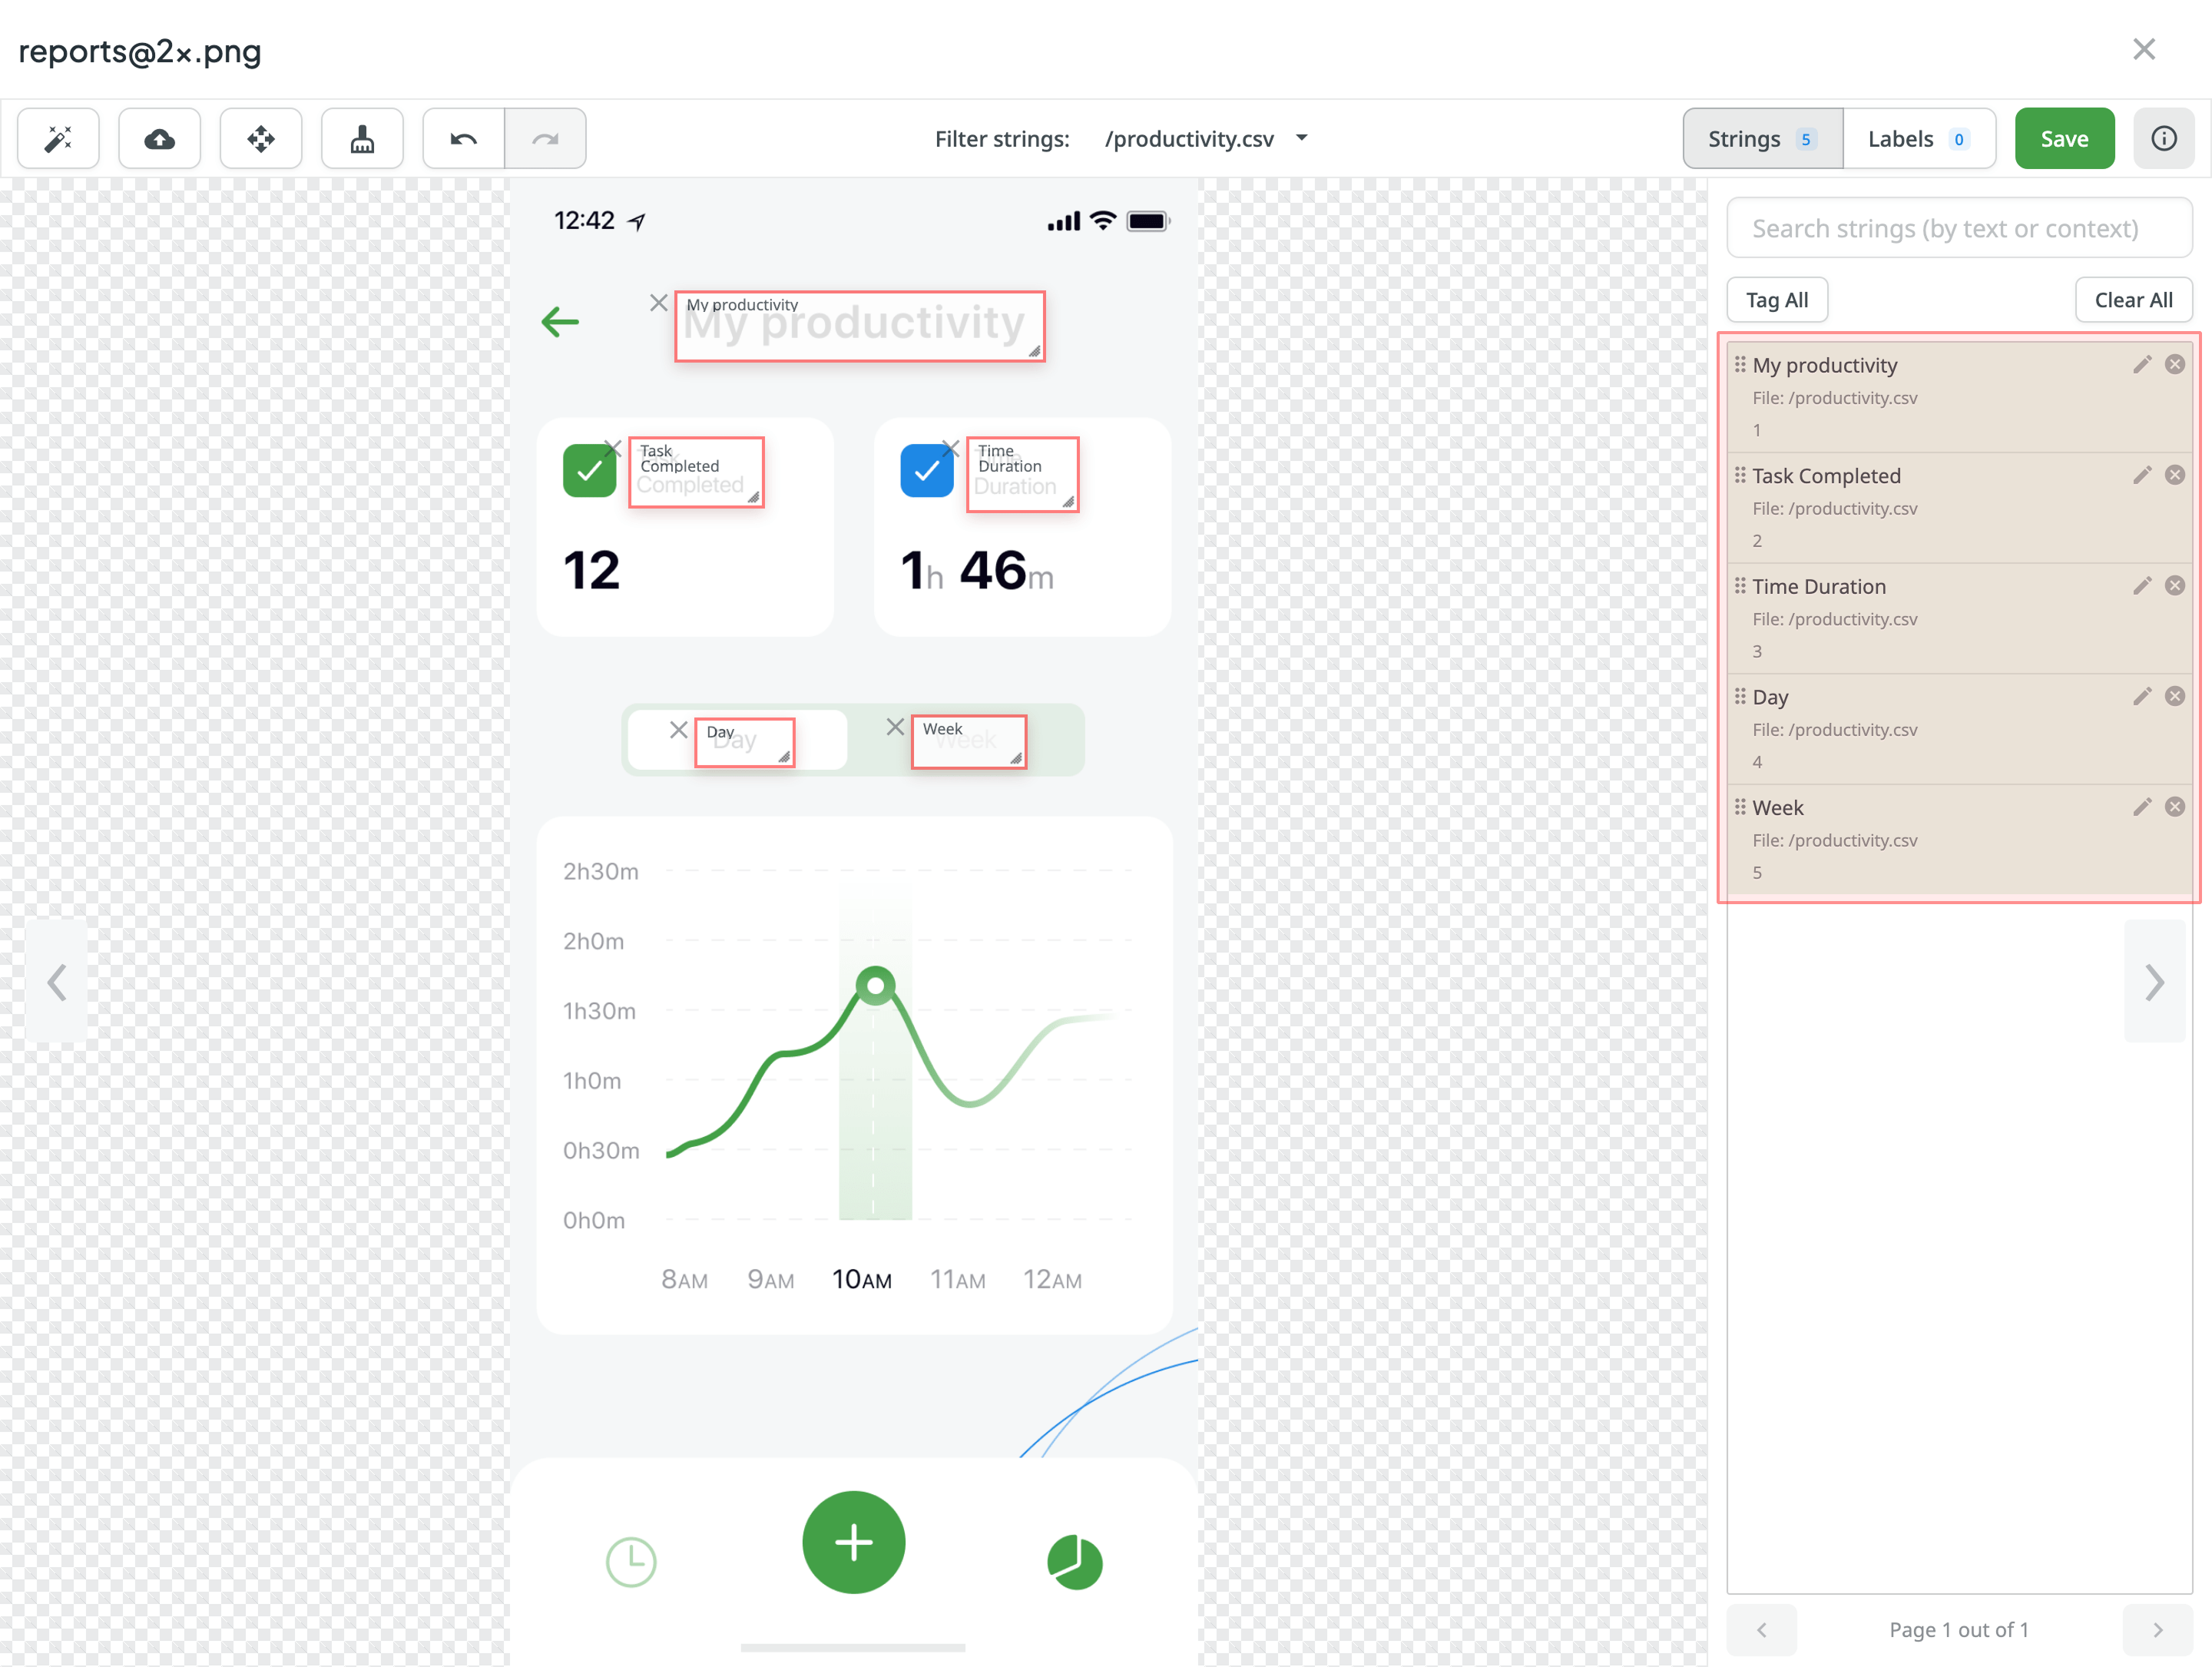 reports@2x.png
Filter strings: /productivity.csv
Strings 5
Labels 0
Save
12:42
My productivity
My productivity
Task
Completed
Completed
Time
Duration
Duration
12
1h 46m
Day
Day
Week
Week
2h30m
2h0m
1h30m
1h0m
0h30m
0h0m
8AM 9AM 10AM 11AM 12AM
Search strings (by text or context)
Tag All
Clear All
My productivity
File: /productivity.csv
1
Task Completed
File: /productivity.csv
2
Time Duration
File: /productivity.csv
3
Day
File: /productivity.csv
4
Week
File: /productivity.csv
5
Page 1 out of 1